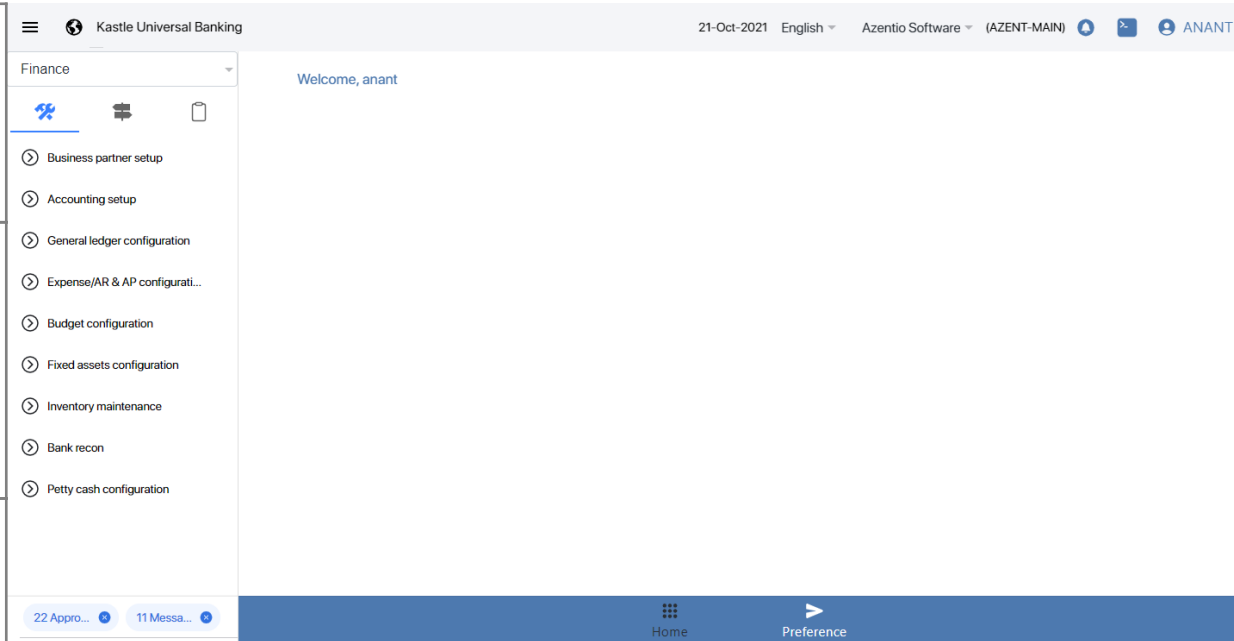 Kastle Universal Banking
21-Oct-2021 English Azentio Software (AZENT-MAIN) ANANT
Finance
Welcome, anant
Business partner setup
Accounting setup
General ledger configuration
Expense/AR & AP configurati...
Budget configuration
Fixed assets configuration
Inventory maintenance
Bank recon
Petty cash configuration
22 Appro... 11 Messa...
Home
Preference